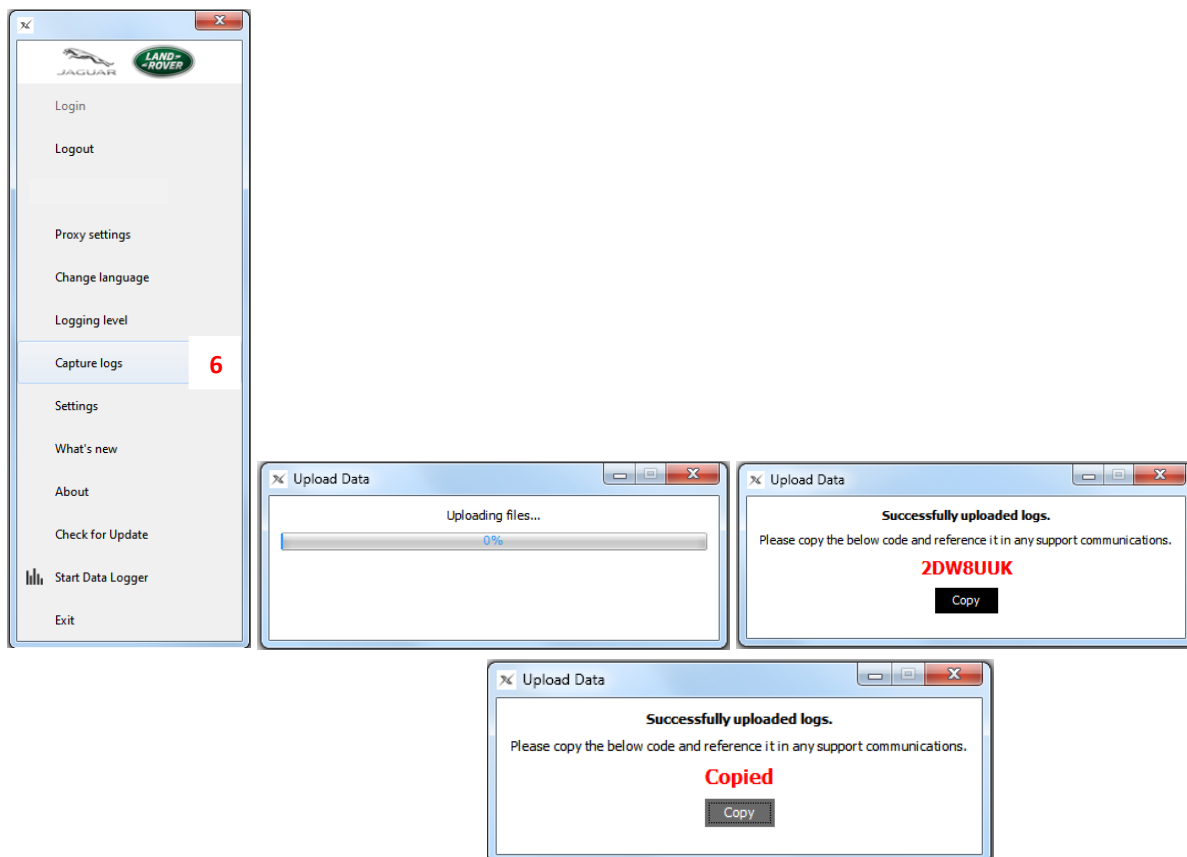 JAGUAR
LAND-
-ROVER
Login
Logout
Proxy settings
Change language
Logging level
Capture logs 6
Settings
What's new
About
Check for Update
Start Data Logger
Exit
Upload Data
Uploading files...
0%
Upload Data
Successfully uploaded logs.
Please copy the below code and reference it in any support communications.
2DW8UUK
Copy
Upload Data
Successfully uploaded logs.
Please copy the below code and reference it in any support communications.
Copied
Copy